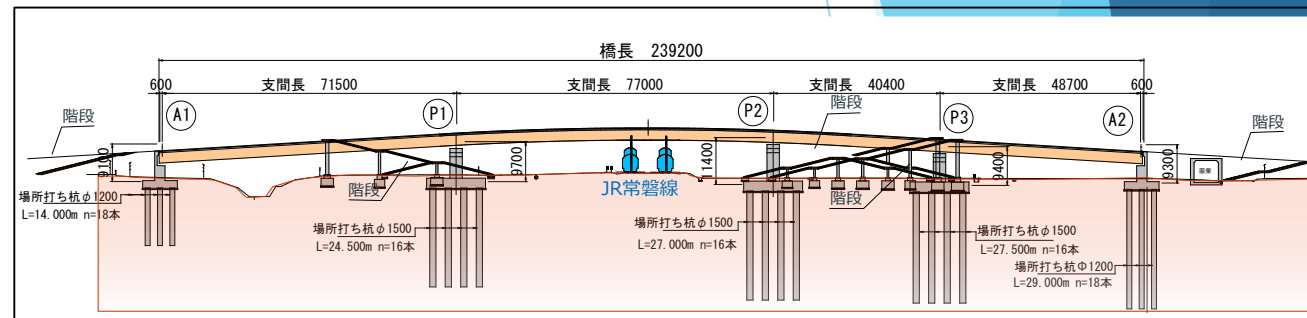 橋長 239200
600
支間長 71500
支間長 77000
支間長 40400
支間長 48700
600
階段
A1
P1
P2
階段
P3
A2
階段
9100
9700
11400
9400
9300
階段
JR常磐線
階段
場所打ち杭φ1200
L=14.000m n=18本
場所打ち杭φ1500
L=24.500m n=16本
場所打ち杭φ1500
L=27.000m n=16本
場所打ち杭φ1500
L=27.500m n=16本
場所打ち杭Φ1200
L=29.000m n=18本